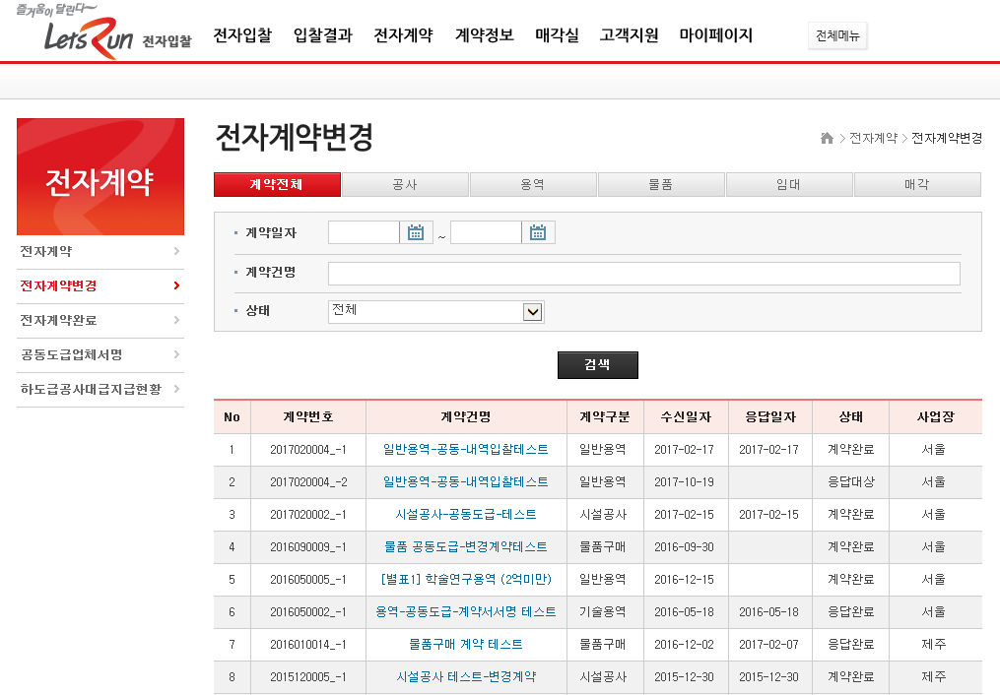 즐거움이 달린다~
Let's Run 전자입찰 전자입찰 입찰결과 전자계약 계약정보 매각실 고객지원 마이페이지 전체메뉴
전자계약
전자계약
전자계약변경
전자계약완료
공동도급업체서명
하도급공사대급지급현황
전자계약변경
전자계약 > 전자계약변경
계약전체 공사 용역 물품 임대 매각
계약일자 ~
계약건명
상태 전체
검색
No 계약번호 계약건명 계약구분 수신일자 응답일자 상태 사업장
1 2017020004_-1 일반용역-공동-내역입찰테스트 일반용역 2017-02-17 2017-02-17 계약완료 서울
2 2017020004_-2 일반용역-공동-내역입찰테스트 일반용역 2017-10-19 응답대상 서울
3 2017020002_-1 시설공사-공동도급-테스트 시설공사 2017-02-15 2017-02-15 계약완료 서울
4 2016090009_-1 물품 공동도급-변경계약테스트 물품구매 2016-09-30 계약완료 서울
5 2016050005_-1 [별표1] 학술연구용역 (2억미만) 일반용역 2016-12-15 계약완료 서울
6 2016050002_-1 용역-공동도급-계약서서명 테스트 기술용역 2016-05-18 2016-05-18 응답완료 서울
7 2016010014_-1 물품구매 계약 테스트 물품구매 2016-12-02 2017-02-07 응답완료 제주
8 2015120005_-1 시설공사 테스트-변경계약 시설공사 2015-12-30 2015-12-30 계약완료 제주